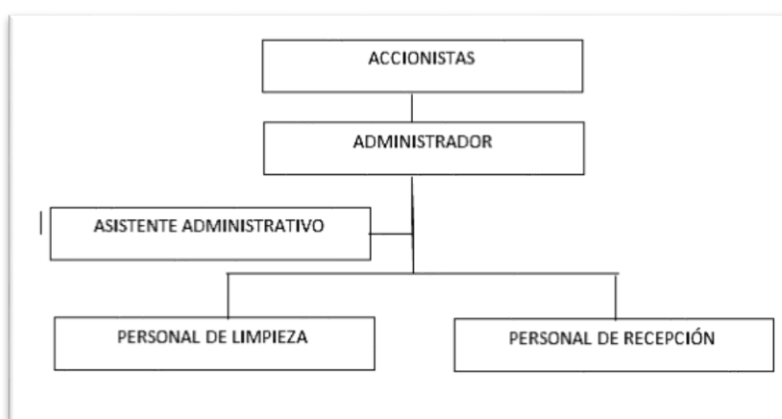 ACCIONISTAS
ADMINISTRADOR
ASISTENTE ADMINISTRATIVO
PERSONAL DE LIMPIEZA
PERSONAL DE RECEPCIÓN